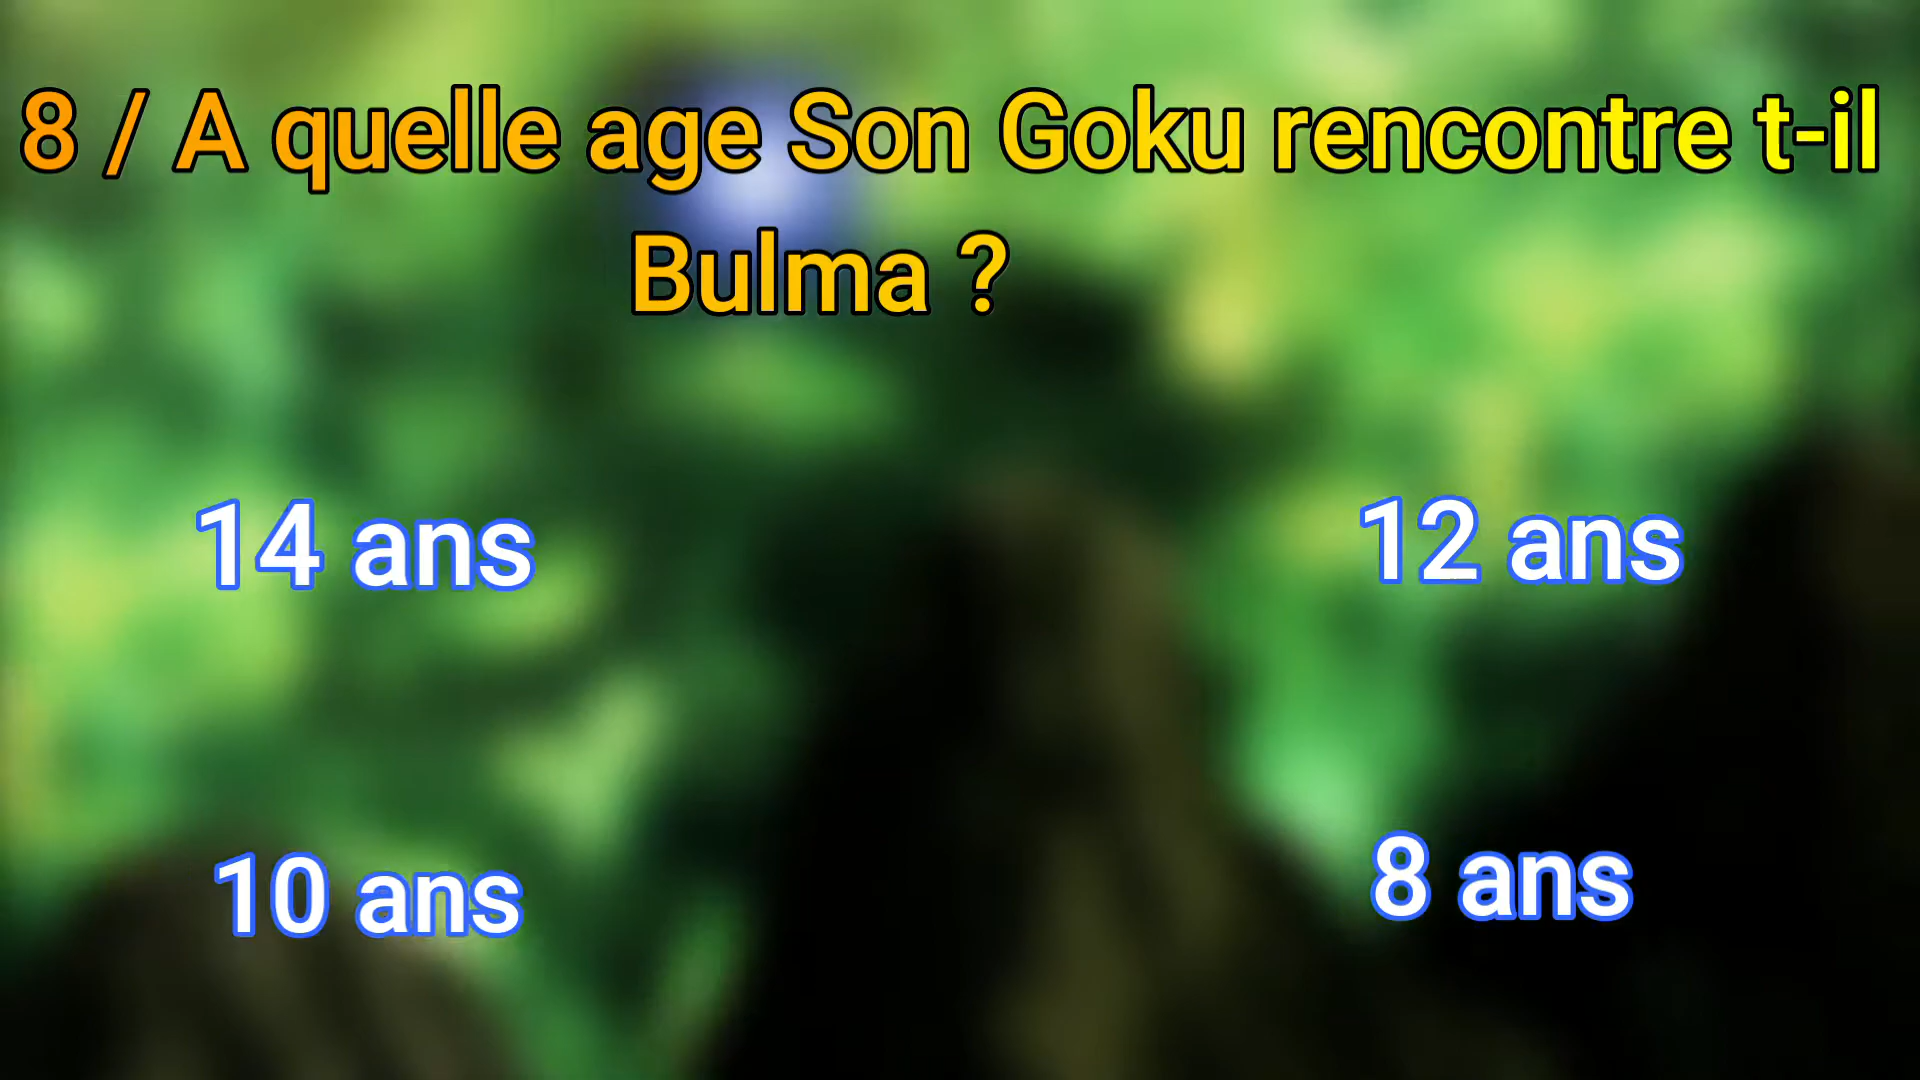 8 / A quelle age Son Goku rencontre t-il
Bulma ?
14 ans
12 ans
10 ans
8 ans